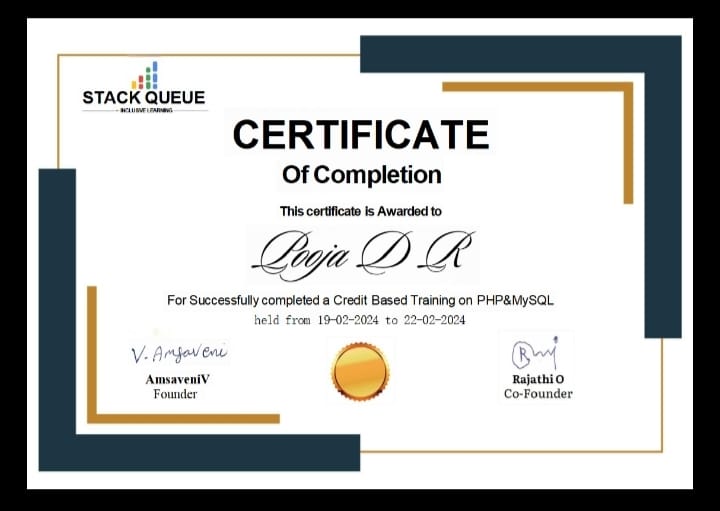 STACK QUEUE
INCLUSIVE LEARNING
CERTIFICATE
Of Completion
This certificate is Awarded to
Pooja D R
For Successfully completed a Credit Based Training on PHP&MySQL
held from 19-02-2024 to 22-02-2024
V. Amsaveni
AmsaveniV
Founder
Rajathi O
Co-Founder